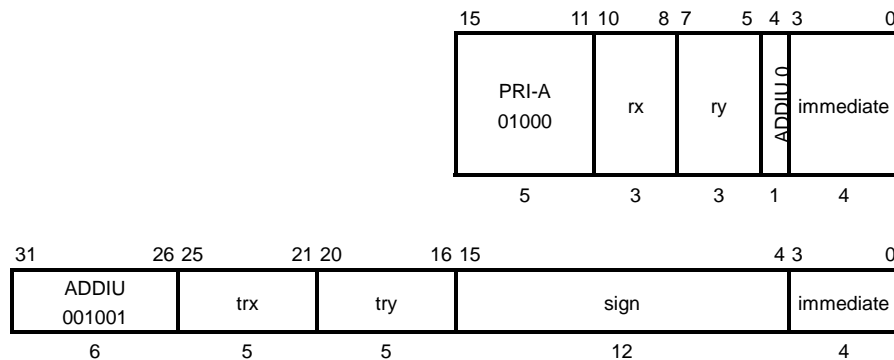 15 11 10 8 7 5 4 3 0
PRI-A
01000
rx
ry
ADDIU 0
immediate
5 3 3 1 4
31 26 25 21 20 16 15 4 3 0
ADDIU
001001
trx
try
sign
immediate
6 5 5 12 4